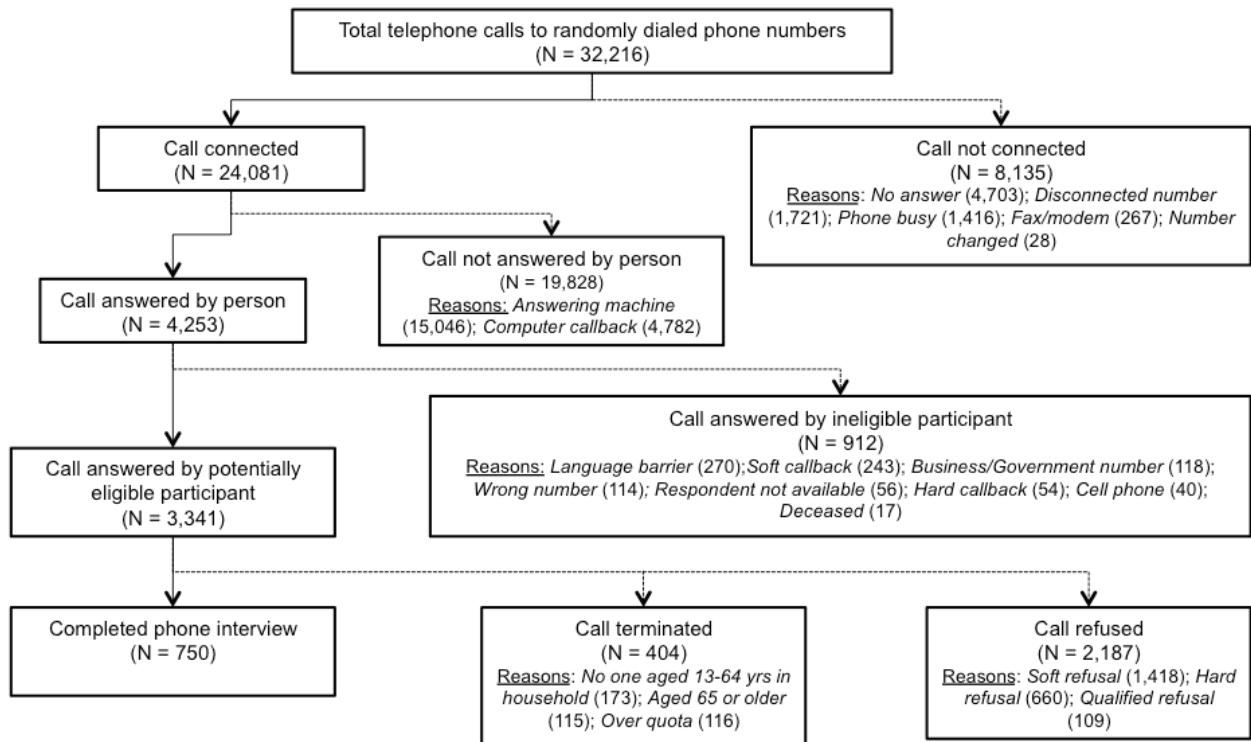 Total telephone calls to randomly dialed phone numbers
(N = 32,216)
Call connected
(N = 24,081)
Call not connected
(N = 8,135)
Reasons: No answer (4,703); Disconnected number
(1,721); Phone busy (1,416); Fax/modem (267); Number
changed (28)
Call not answered by person
(N = 19,828)
Reasons: Answering machine
(15,046); Computer callback (4,782)
Call answered by person
(N = 4,253)
Call answered by ineligible participant
(N = 912)
Reasons: Language barrier (270);Soft callback (243); Business/Government number (118);
Wrong number (114); Respondent not available (56); Hard callback (54); Cell phone (40);
Deceased (17)
Call answered by potentially
eligible participant
(N = 3,341)
Completed phone interview
(N = 750)
Call terminated
(N = 404)
Reasons: No one aged 13-64 yrs in
household (173); Aged 65 or older
(115); Over quota (116)
Call refused
(N = 2,187)
Reasons: Soft refusal (1,418); Hard
refusal (660); Qualified refusal
(109)